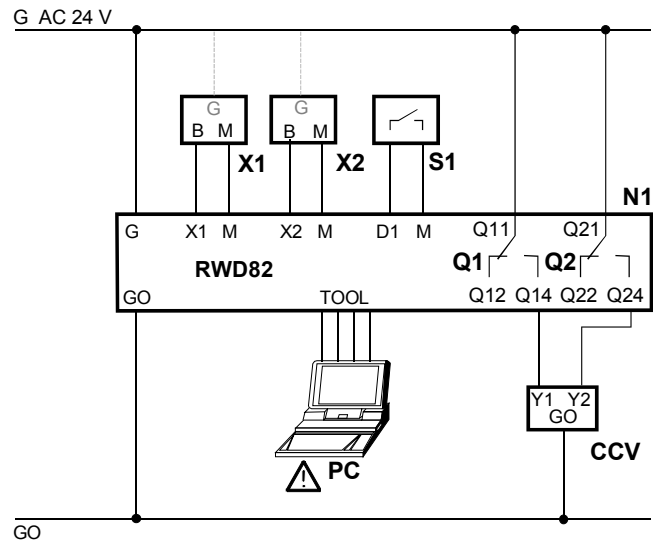 G AC 24 V
G G
B M B M
X1 X2 S1
N1
G X1 M X2 M D1 M Q11 Q21
RWD82 Q1 Q2
GO TOOL Q12 Q14 Q22 Q24
Y1 Y2
GO
CCV
PC
GO